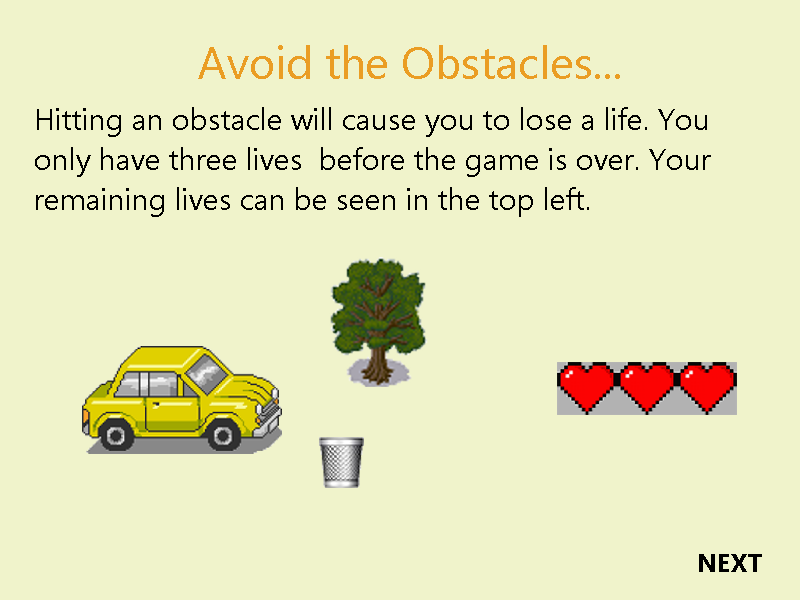 Avoid the Obstacles...
Hitting an obstacle will cause you to lose a life. You
only have three lives  before the game is over. Your
remaining lives can be seen in the top left.
NEXT